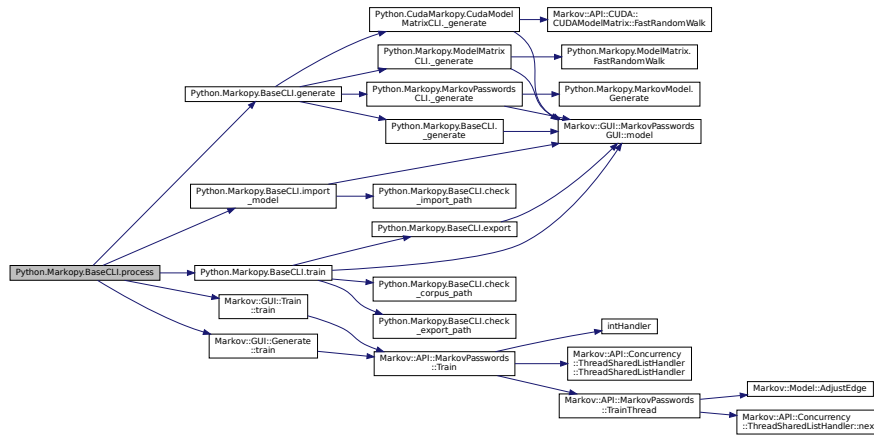 Python.CudaMarkopy.CudaModel
MatrixCLI._generate
Markov::API::CUDA::
CUDAModelMatrix::FastRandomWalk
Python.Markopy.ModelMatrix
CLI._generate
Python.Markopy.ModelMatrix.
FastRandomWalk
Python.Markopy.BaseCLI.generate
Python.Markopy.MarkovPasswords
CLI._generate
Python.Markopy.MarkovModel.
Generate
Python.Markopy.BaseCLI.
_generate
Markov::GUI::MarkovPasswords
GUI::model
Python.Markopy.BaseCLI.import
_model
Python.Markopy.BaseCLI.check
_import_path
Python.Markopy.BaseCLI.export
Python.Markopy.BaseCLI.process
Python.Markopy.BaseCLI.train
Python.Markopy.BaseCLI.check
_corpus_path
Markov::GUI::Train
::train
Python.Markopy.BaseCLI.check
_export_path
Markov::GUI::Generate
::train
intHandler
Markov::API::MarkovPasswords
::Train
Markov::API::Concurrency
::ThreadSharedListHandler
::ThreadSharedListHandler
Markov::API::MarkovPasswords
::TrainThread
Markov::Model::AdjustEdge
Markov::API::Concurrency
::ThreadSharedListHandler::nex